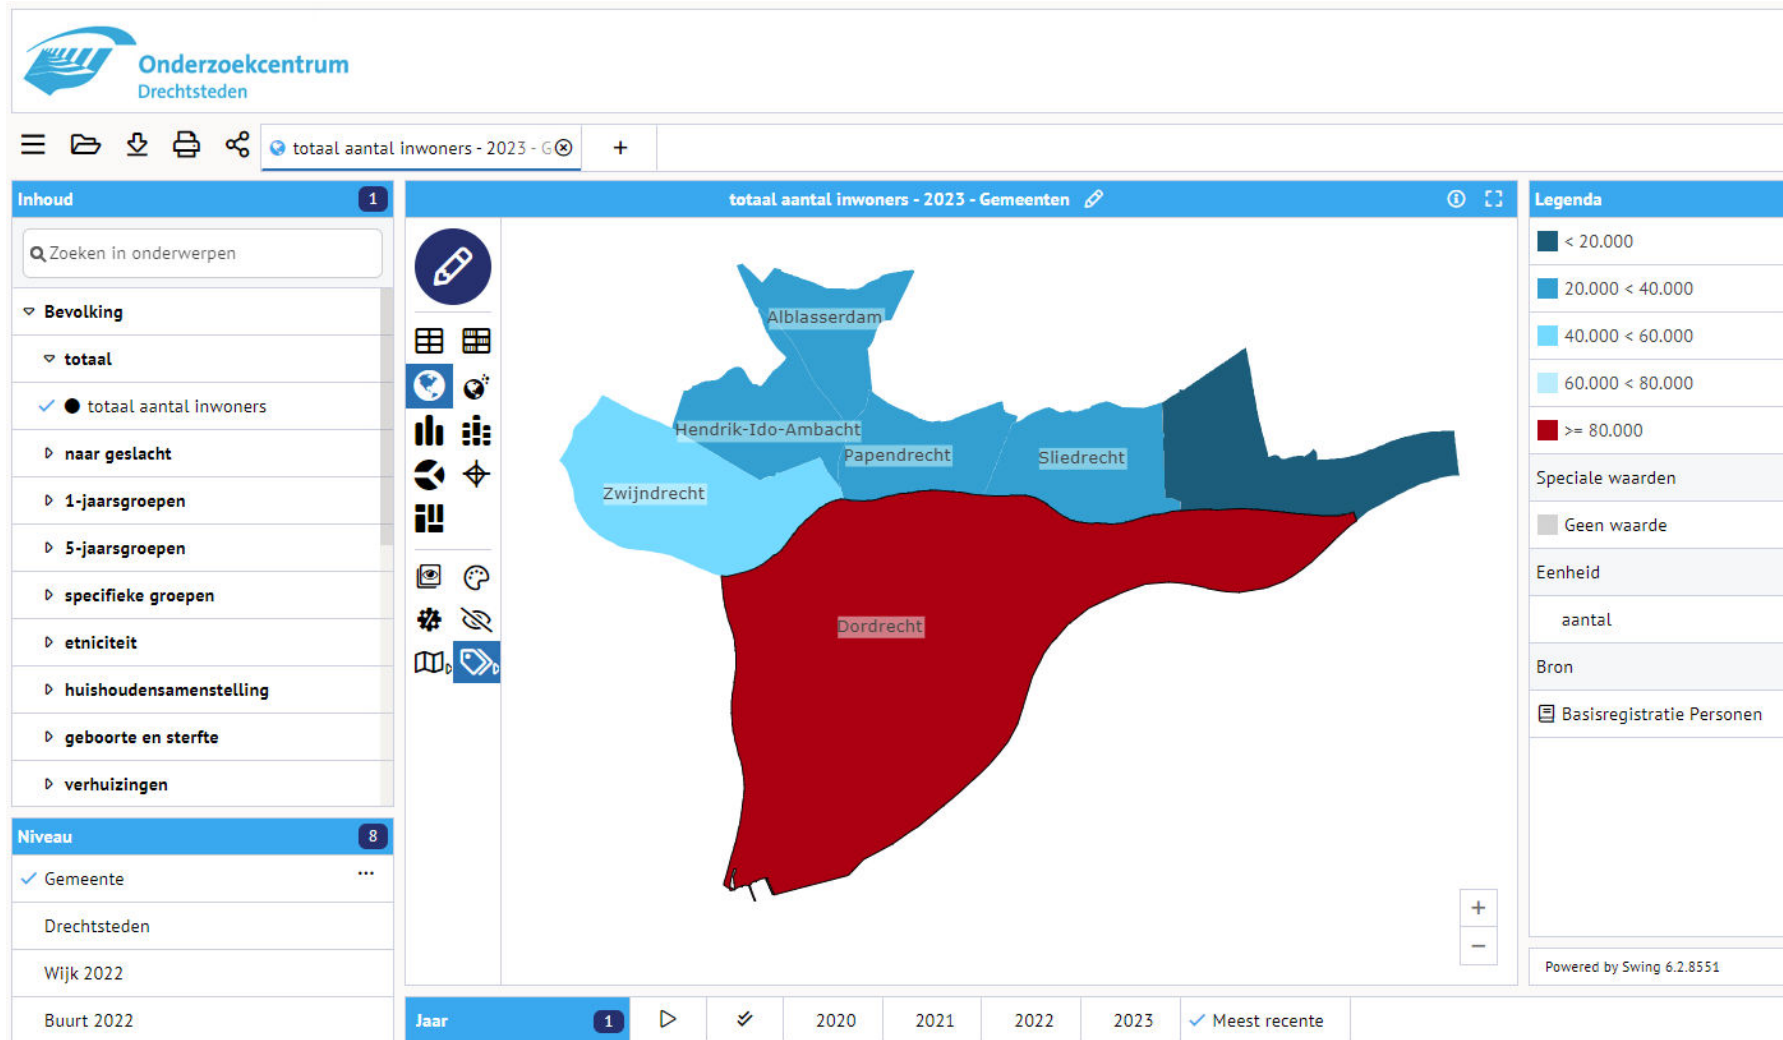 Onderzoekcentrum
Drechtsteden
totaal aantal inwoners - 2023 - G
+
Inhoud 1
Zoeken in onderwerpen
Bevolking
totaal
totaal aantal inwoners
naar geslacht
1-jaarsgroepen
5-jaarsgroepen
specifieke groepen
etniciteit
huishoudensamenstelling
geboorte en sterfte
verhuizingen
Niveau 8
Gemeente ...
Drechtsteden
Wijk 2022
Buurt 2022
totaal aantal inwoners - 2023 - Gemeenten
Alblasserdam
Hendrik-Ido-Ambacht
Papendrecht
Sliedrecht
Zwijndrecht
Dordrecht
+
−
Jaar 1
2020
2021
2022
2023
Meest recente
Legenda
< 20.000
20.000 < 40.000
40.000 < 60.000
60.000 < 80.000
>= 80.000
Speciale waarden
Geen waarde
Eenheid
aantal
Bron
Basisregistratie Personen
Powered by Swing 6.2.8551